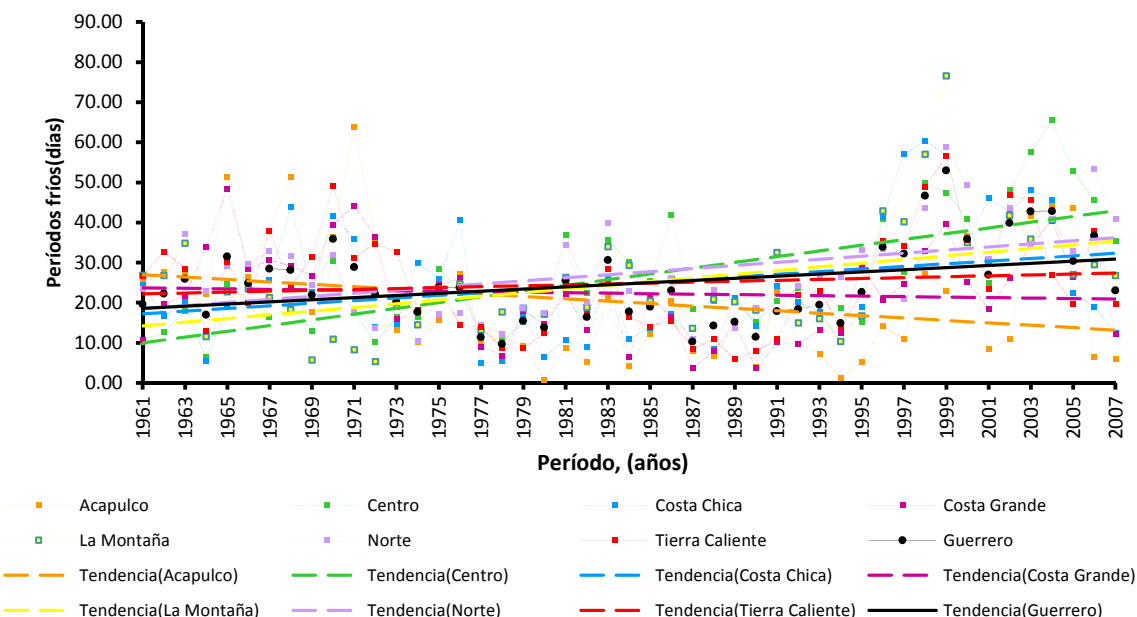 90.00
80.00
70.00
60.00
50.00
40.00
30.00
20.00
10.00
0.00
Períodos fríos(días)
1961 1963 1965 1967 1969 1971 1973 1975 1977 1979 1981 1983 1985 1987 1989 1991 1993 1995 1997 1999 2001 2003 2005 2007
Período, (años)
Acapulco Centro Costa Chica Costa Grande
La Montaña Norte Tierra Caliente Guerrero
Tendencia(Acapulco) Tendencia(Centro) Tendencia(Costa Chica) Tendencia(Costa Grande)
Tendencia(La Montaña) Tendencia(Norte) Tendencia(Tierra Caliente) Tendencia(Guerrero)